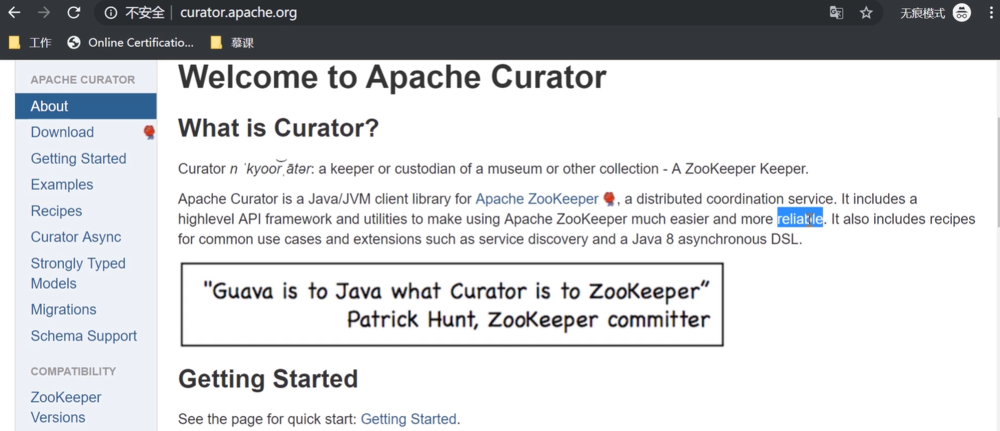 不安全 curator.apache.org 无痕模式
工作 Online Certificatio... 慕课
APACHE CURATOR
About
Download
Getting Started
Examples
Recipes
Curator Async
Strongly Typed
Models
Migrations
Schema Support
COMPATIBILITY
ZooKeeper
Versions
Welcome to Apache Curator
What is Curator?
Curator n ˈkyoor͝ˌātər: a keeper or custodian of a museum or other collection - A ZooKeeper Keeper.
Apache Curator is a Java/JVM client library for Apache ZooKeeper, a distributed coordination service. It includes a
highlevel API framework and utilities to make using Apache ZooKeeper much easier and more reliable. It also includes recipes
for common use cases and extensions such as service discovery and a Java 8 asynchronous DSL.
"Guava is to Java what Curator is to ZooKeeper”
Patrick Hunt, ZooKeeper committer
Getting Started
See the page for quick start: Getting Started.